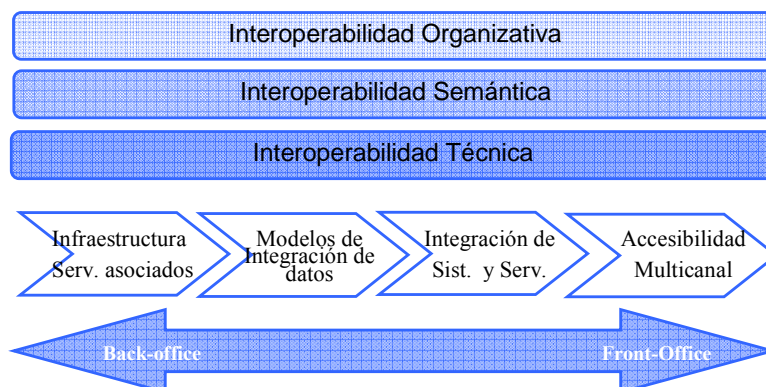 Interoperabilidad Organizativa
Interoperabilidad Semántica
Interoperabilidad Técnica
Infraestructura
Serv. asociados
Modelos de
Integración de
datos
Integración de
Sist. y Serv.
Accesibilidad
Multicanal
Back-office
Front-Office